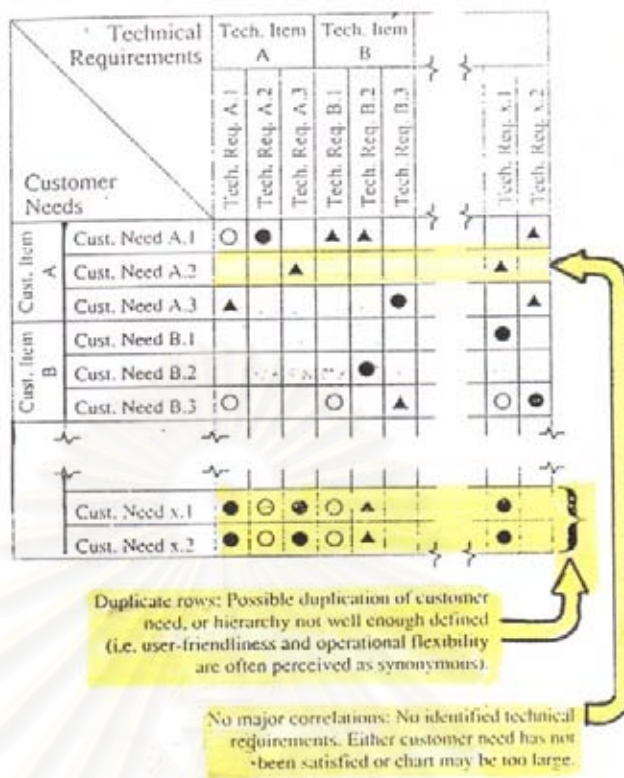 Technical Requirements
Tech. Item A
Tech. Item B
Customer Needs
Tech. Req. A.1
Tech. Req. A.2
Tech. Req. A.3
Tech. Req. B.1
Tech. Req. B.2
Tech. Req. B.3
Tech. Req. x.1
Tech. Req. x.2
Cust. Item A
Cust. Need A.1
Cust. Need A.2
Cust. Need A.3
Cust. Item B
Cust. Need B.1
Cust. Need B.2
Cust. Need B.3
Cust. Need x.1
Cust. Need x.2
Duplicate rows: Possible duplication of customer
need, or hierarchy not well enough defined
(i.e. user-friendliness and operational flexibility
are often perceived as synonymous).
No major correlations: No identified technical
requirements. Either customer need has not
been satisfied or chart may be too large.